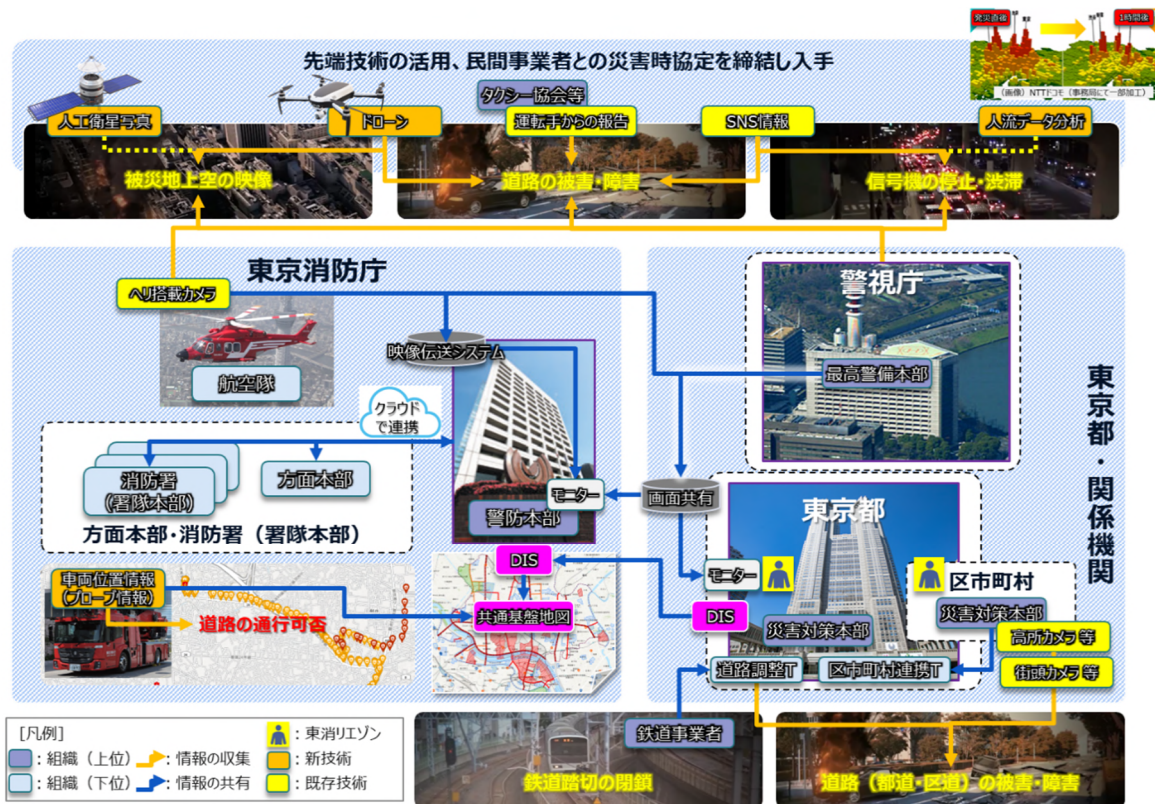 発災直後
1時間後
(画像)NTTドコモ(事務局にて一部加工)
先端技術の活用、民間事業者との災害時協定を締結し入手
タクシー協会等
人工衛星写真
ドローン
運転手からの報告
SNS情報
人流データ分析
被災地上空の映像
道路の被害・障害
信号機の停止・渋滞
東京消防庁
警視庁
ヘリ搭載カメラ
映像伝送システム
航空隊
最高警備本部
東京都・関係機関
クラウド
で連携
消防署
(署隊本部)
方面本部
モニター
画面共有
警防本部
東京都
方面本部・消防署(署隊本部)
DIS
モニター
区市町村
車両位置情報
(プローブ情報)
共通基盤地図
DIS
災害対策本部
道路の通行可否
災害対策本部
高所カメラ 等
道路調整T
区市町村連携T
街頭カメラ 等
[凡例]
:組織(上位)
:情報の収集
:東消リエゾン
:新技術
:組織(下位)
:情報の共有
:既存技術
鉄道事業者
鉄道踏切の閉鎖
道路(都道・区道)の被害・障害